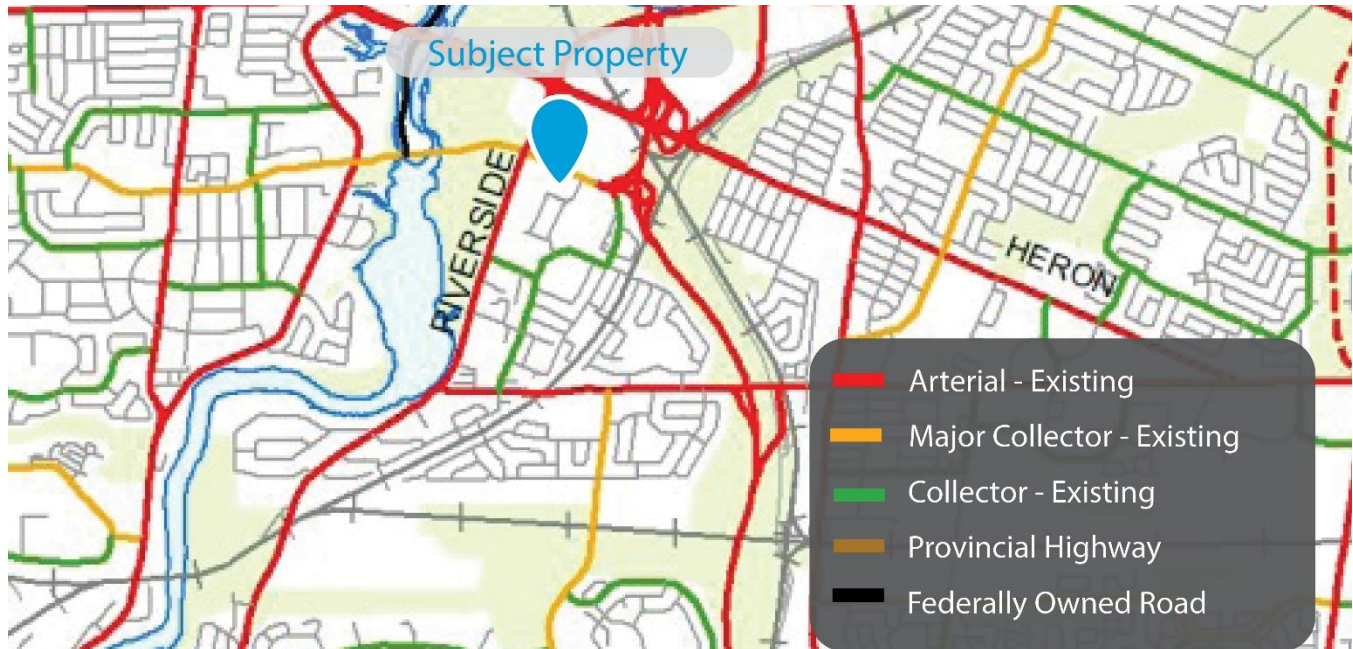 Subject Property
RIVERSIDE
HERON
Arterial - Existing
Major Collector - Existing
Collector - Existing
Provincial Highway
Federally Owned Road